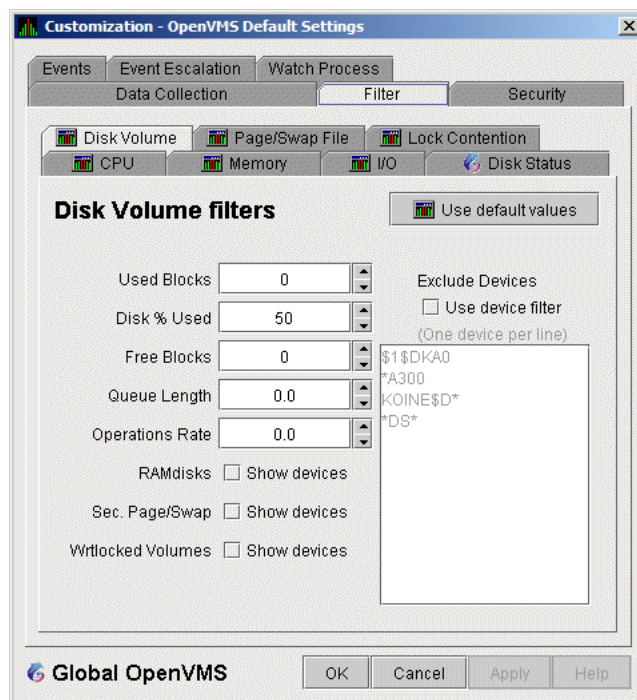 Customization - OpenVMS Default Settings
Events Event Escalation Watch Process
Data Collection Filter Security
Disk Volume Page/Swap File Lock Contention
CPU Memory I/O Disk Status
Disk Volume filters
Use default values
Used Blocks 0
Disk % Used 50
Free Blocks 0
Queue Length 0.0
Operations Rate 0.0
RAMdisks Show devices
Sec. Page/Swap Show devices
Wrtlocked Volumes Show devices
Exclude Devices
Use device filter
(One device per line)
$1$DKA0
*A300
KOINE$D*
*DS*
Global OpenVMS
OK Cancel Apply Help